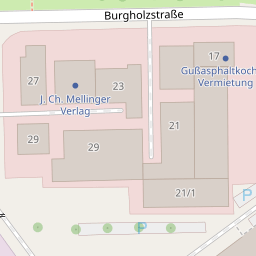 Burgholzstraße
17
27
23
Gußasphaltkoch
Vermietung
J. Ch. Mellinger
Verlag
21
29
29
21/1
P
P